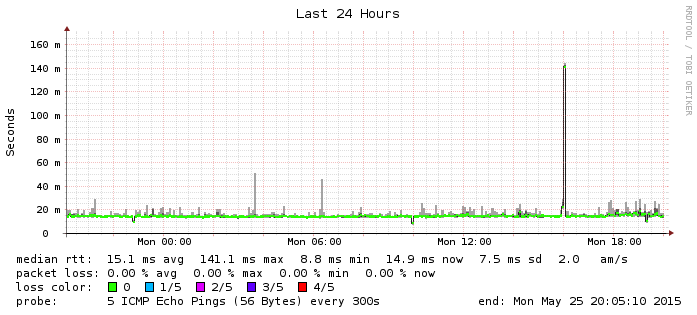 Last 24 Hours
RRDTOOL / TOBI OETIKER
Seconds
160 m
140 m
120 m
100 m
80 m
60 m
40 m
20 m
0
Mon 00:00 Mon 06:00 Mon 12:00 Mon 18:00
median rtt: 15.1 ms avg 141.1 ms max 8.8 ms min 14.9 ms now 7.5 ms sd 2.0 am/s
packet loss: 0.00 % avg 0.00 % max 0.00 % min 0.00 % now
loss color: 0 1/5 2/5 3/5 4/5
probe: 5 ICMP Echo Pings (56 Bytes) every 300s end: Mon May 25 20:05:10 2015